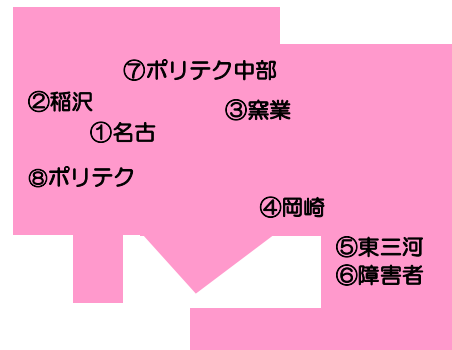 ⑦ポリテク中部
②稲沢
③窯業
①名古
⑧ポリテク
④岡崎
⑤東三河
⑥障害者